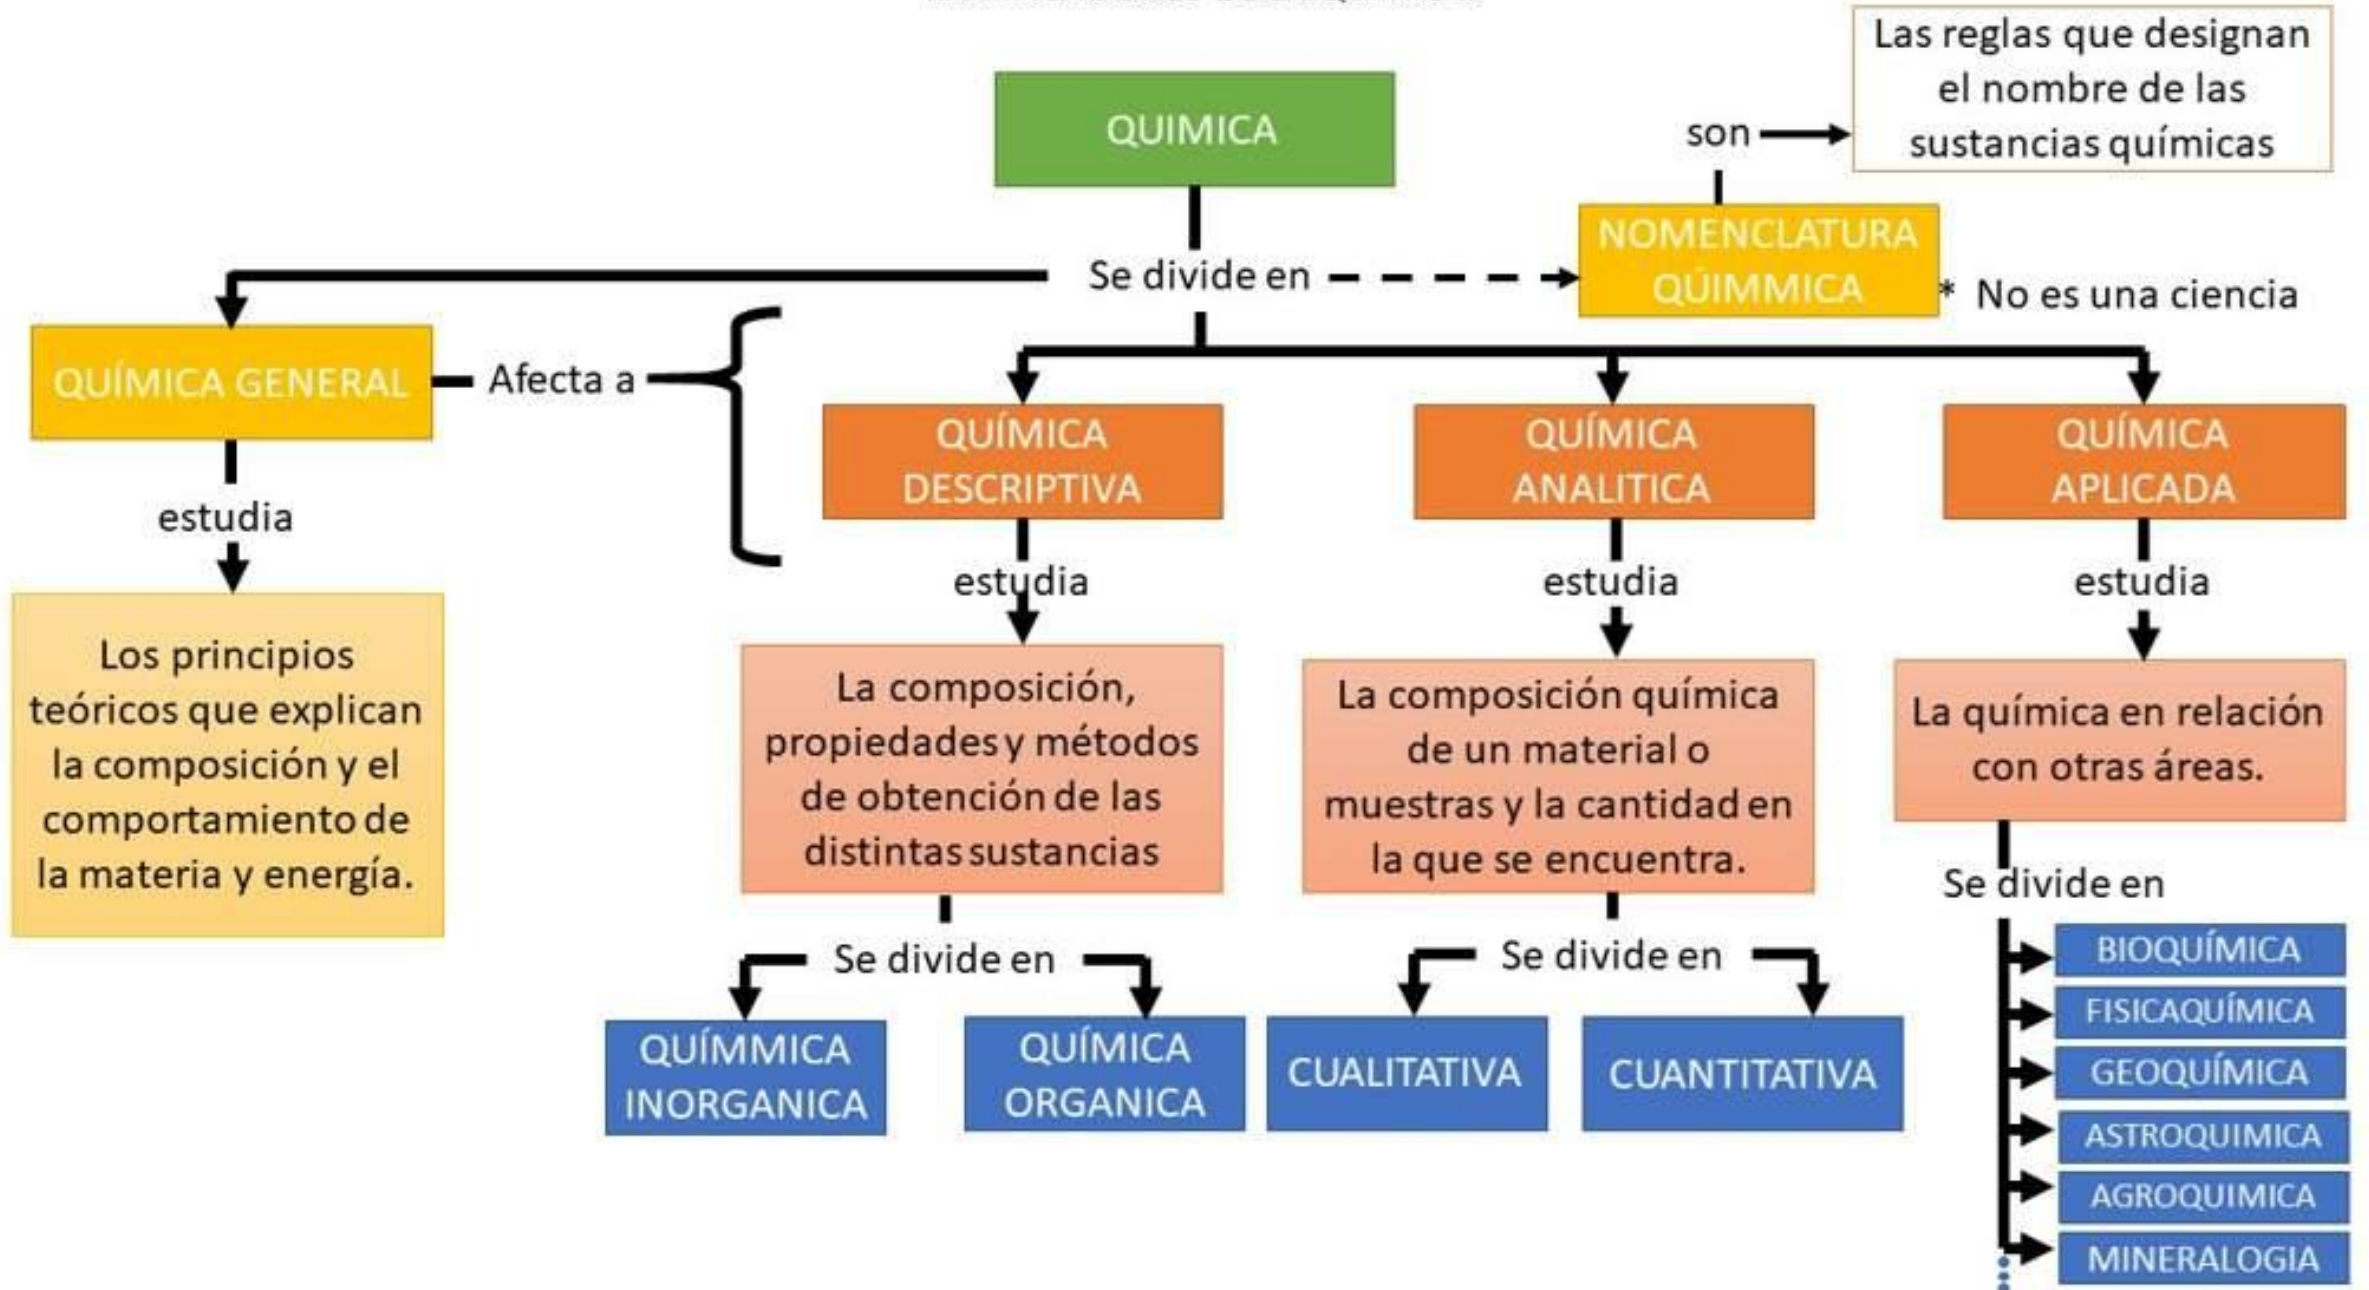 QUIMICA
Las reglas que designan
el nombre de las
sustancias químicas
son
NOMENCLATURA
QÚIMMICA
* No es una ciencia
Se divide en
QUÍMICA GENERAL
Afecta a
QUÍMICA
DESCRIPTIVA
QUÍMICA
ANALITICA
QUÍMICA
APLICADA
estudia
estudia
estudia
estudia
Los principios
teóricos que explican
la composición y el
comportamiento de
la materia y energía.
La composición,
propiedades y métodos
de obtención de las
distintas sustancias
La composición química
de un material o
muestras y la cantidad en
la que se encuentra.
La química en relación
con otras áreas.
Se divide en
Se divide en
Se divide en
QUÍMMICA
INORGANICA
QUÍMICA
ORGANICA
CUALITATIVA
CUANTITATIVA
BIOQUÍMICA
FISICAQUÍMICA
GEOQUÍMICA
ASTROQUIMICA
AGROQUIMICA
MINERALOGIA